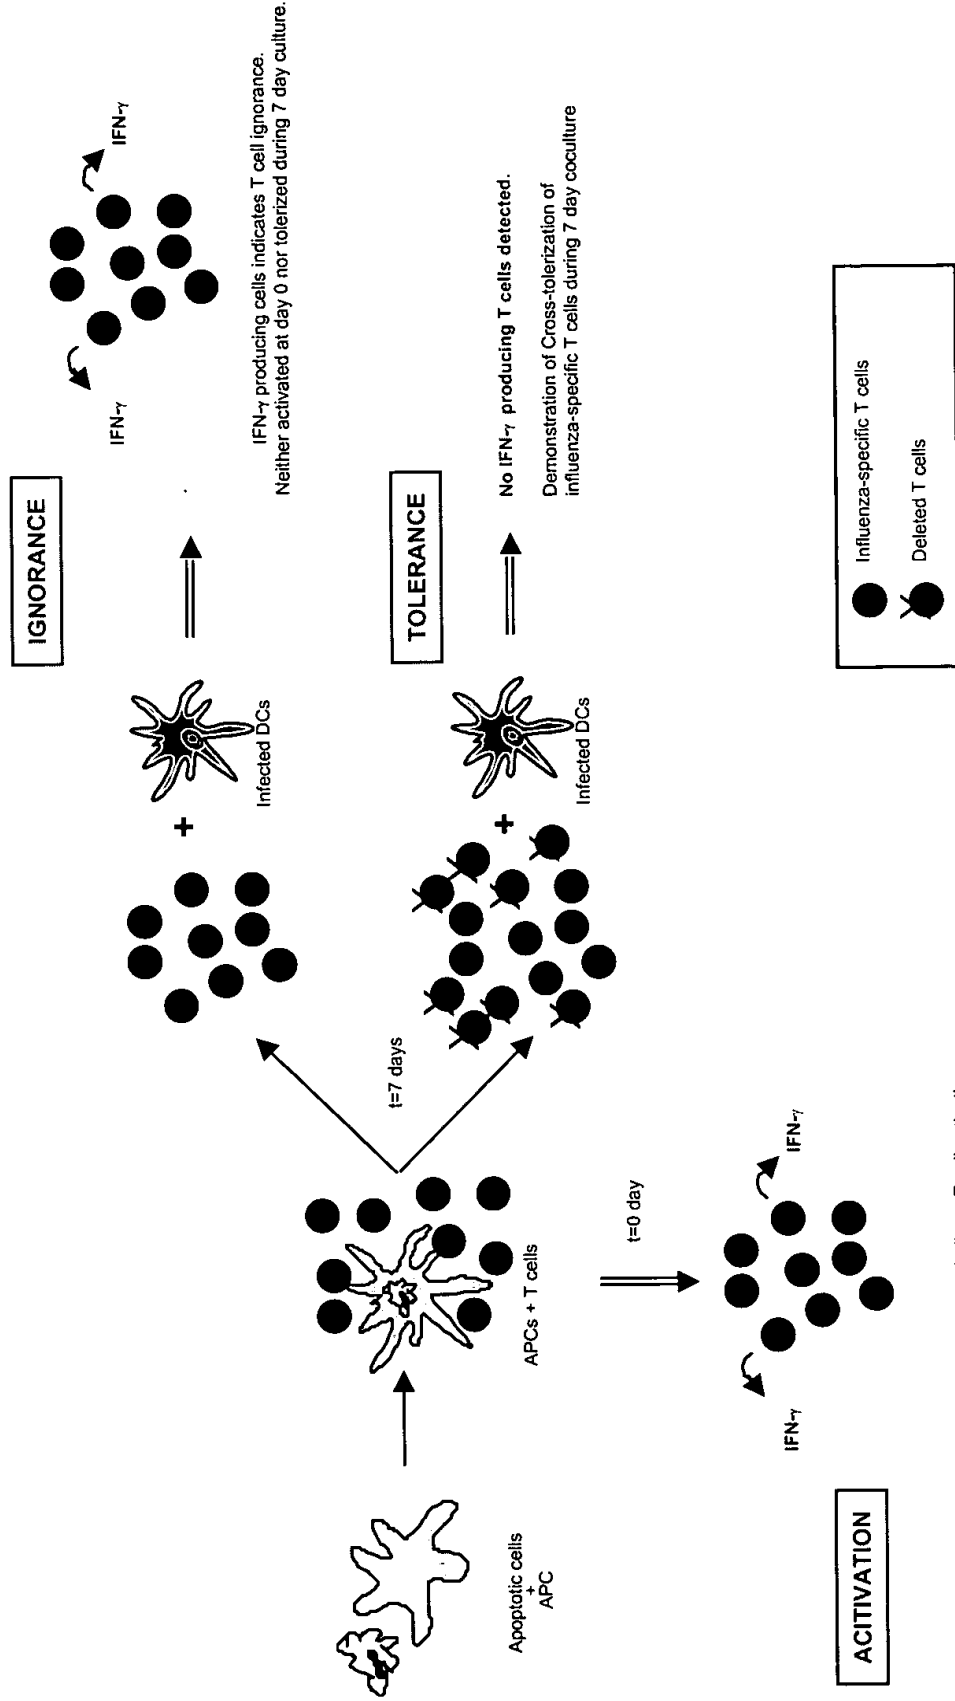 IGNORANCE
IFN-γ
IFN-γ
IFN-γ producing cells indicates T cell ignorance.
Neither activated at day 0 nor tolerized during 7 day culture.
+
Infected DCs
t=7 days
TOLERANCE
No IFN-γ producing T cells detected.
Demonstration of Cross-tolerization of
influenza-specific T cells during 7 day coculture
+
Infected DCs
Apoptotic cells
+
APC
APCs + T cells
t=0 day
IFN-γ
IFN-γ
ACITIVATION
Influenza-specific T cells
Deleted T cells